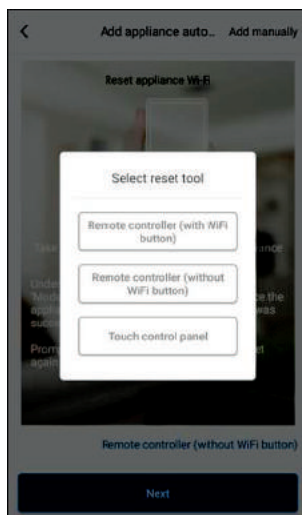 Add appliance auto.. Add manually
Reset appliance Wi-Fi
Select reset tool
Remote controller (with WiFi
button)
Remote controller (without
WiFi button)
Touch control panel
Remote controller (without WiFi button)
Next